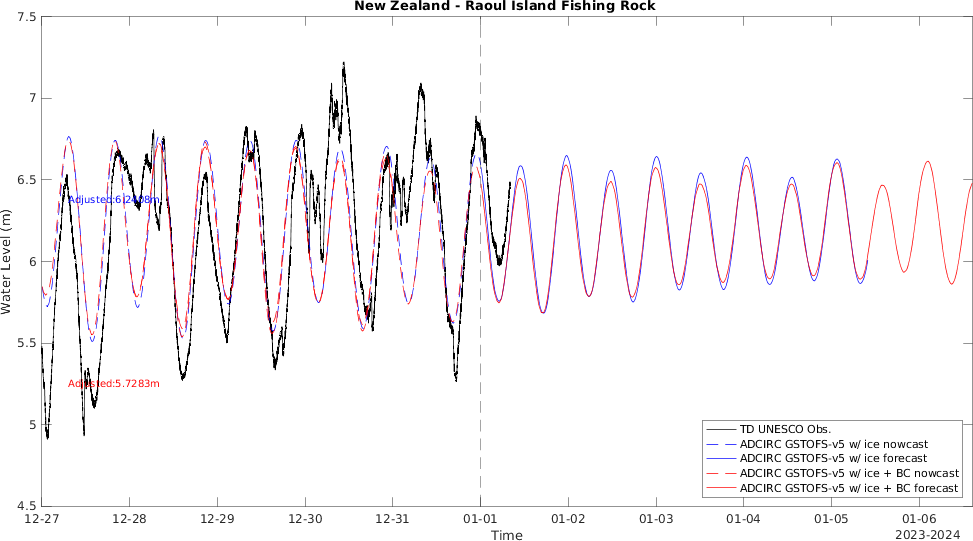 New Zealand - Raoul Island Fishing Rock
7.5
7
6.5
6
5.5
5
4.5
Water Level (m)
Adjusted:6.2408m
Adjusted:5.7283m
TD UNESCO Obs.
ADCIRC GSTOFS-v5 w/ ice nowcast
ADCIRC GSTOFS-v5 w/ ice forecast
ADCIRC GSTOFS-v5 w/ ice + BC nowcast
ADCIRC GSTOFS-v5 w/ ice + BC forecast
12-27 12-28 12-29 12-30 12-31 01-01 01-02 01-03 01-04 01-05 01-06
Time
2023-2024